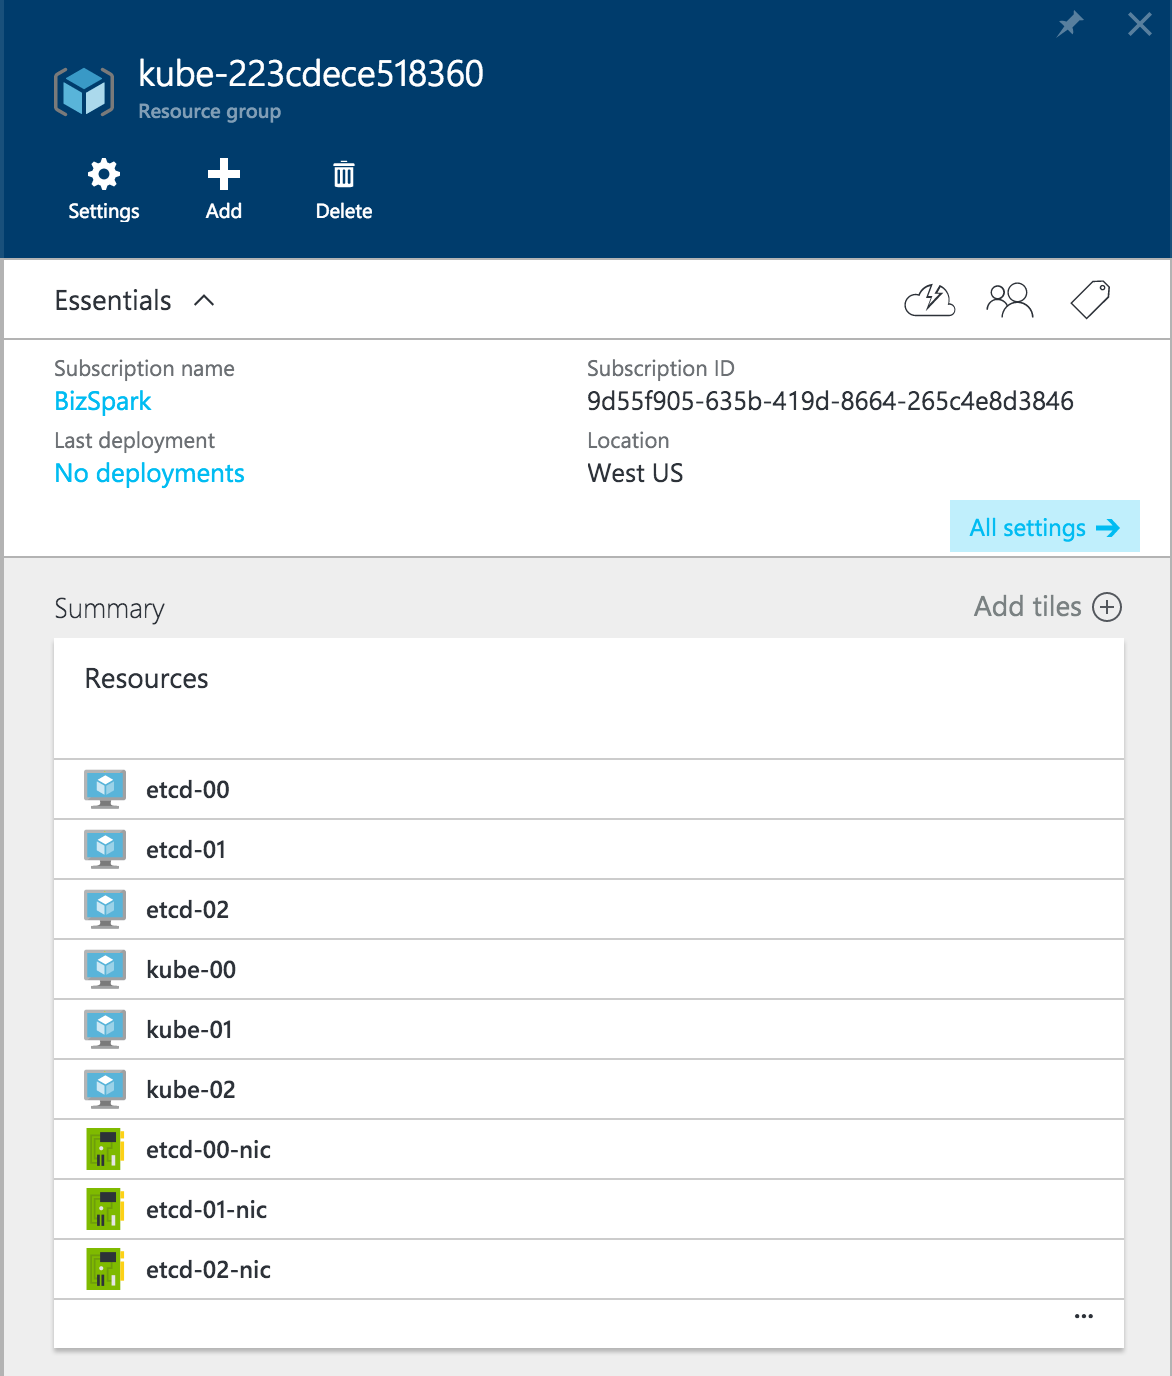 kube-223cdece518360
Resource group
Settings
Add
Delete
Essentials
Subscription name
Subscription ID
BizSpark
9d55f905-635b-419d-8664-265c4e8d3846
Last deployment
Location
No deployments
West US
All settings
Summary
Add tiles
Resources
etcd-00
etcd-01
etcd-02
kube-00
kube-01
kube-02
etcd-00-nic
etcd-01-nic
etcd-02-nic
...